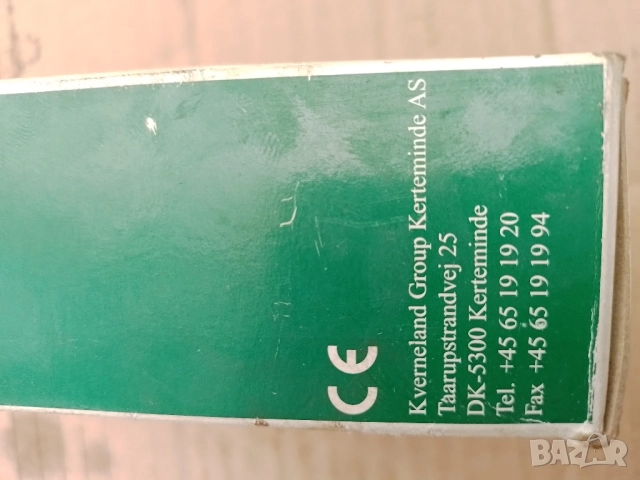 CE
Kverneland Group Kerteminde AS
Taarupstrandvej 25
DK-5300 Kerteminde
Tel. +45 65 19 19 20
Fax +45 65 19 19 94
BAZAR